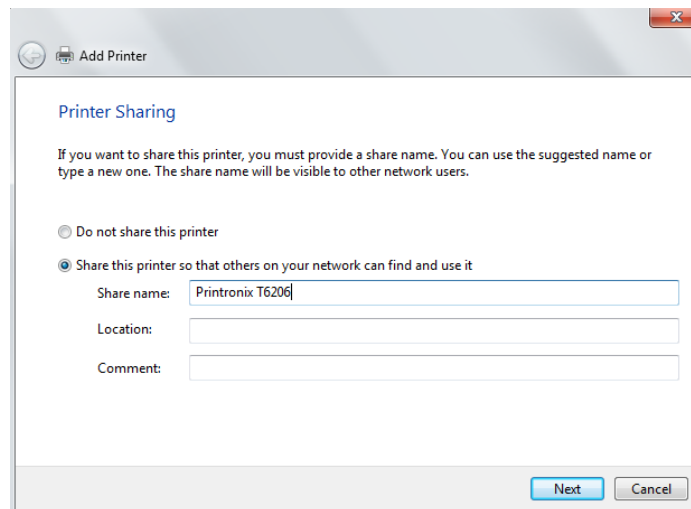 Add Printer
Printer Sharing
If you want to share this printer, you must provide a share name. You can use the suggested name or
type a new one. The share name will be visible to other network users.
Do not share this printer
Share this printer so that others on your network can find and use it
Share name: Printronix T6206
Location:
Comment:
Next Cancel